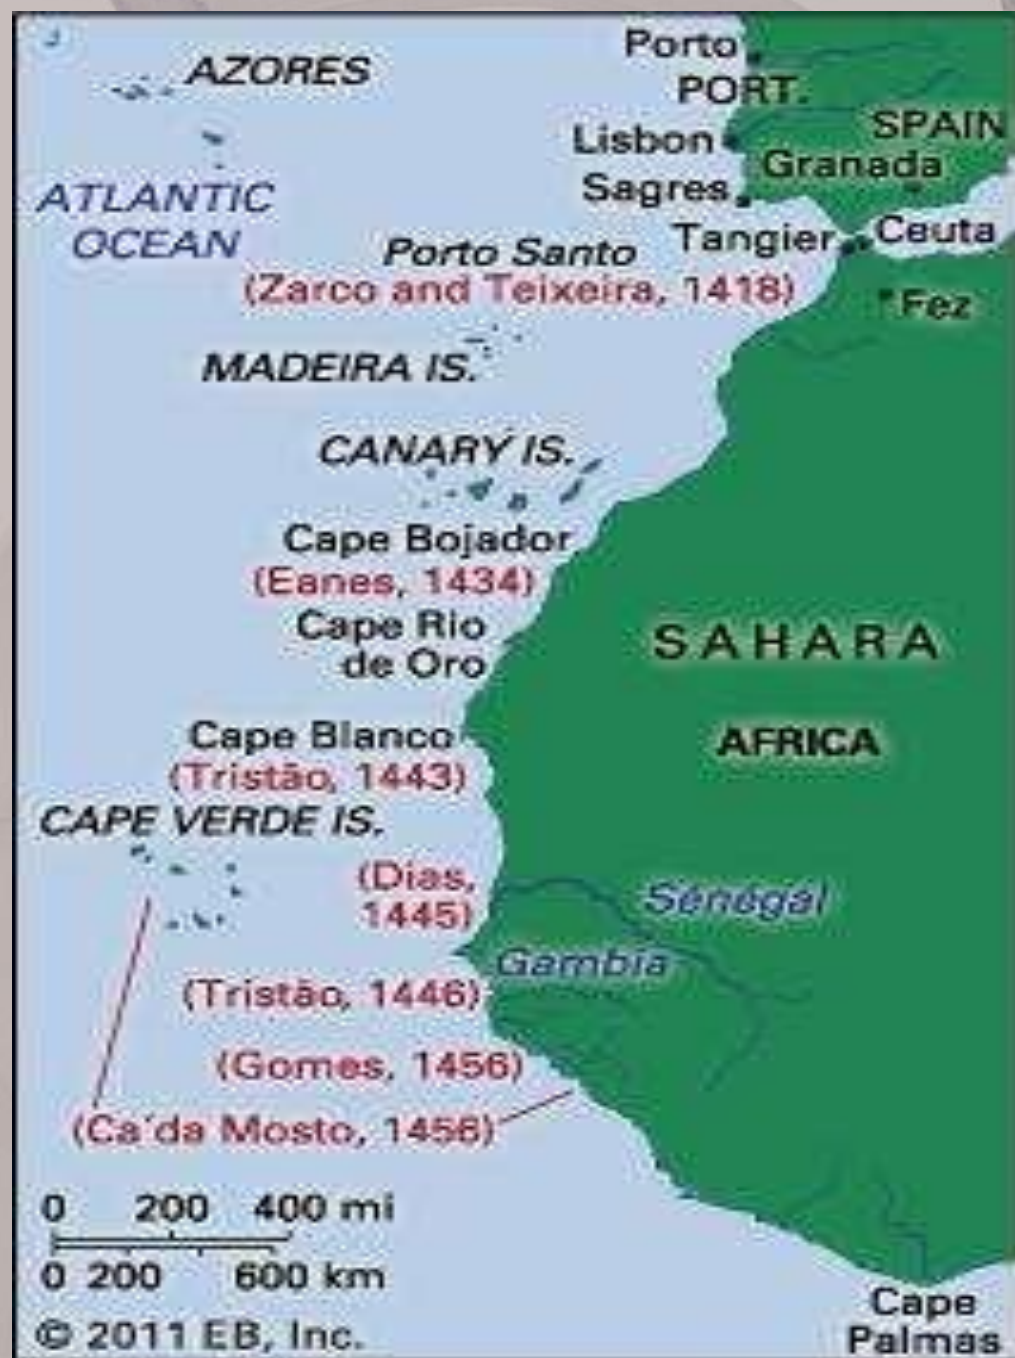 AZORES
Porto
PORT.
SPAIN
Lisbon
Granada
Sagres
ATLANTIC
OCEAN
Tangier
Ceuta
Porto Santo
(Zarco and Teixeira, 1418)
Fez
MADEIRA IS.
CANARY IS.
Cape Bojador
(Eanes, 1434)
Cape Rio
de Oro
SAHARA
Cape Blanco
AFRICA
(Tristão, 1443)
CAPE VERDE IS.
(Dias,
1445)
Sénégal
Gambia
(Tristão, 1446)
(Gomes, 1456)
(Ca'da Mosto, 1456)
0 200 400 mi
0 200 600 km
Cape
Palmas
© 2011 EB, Inc.